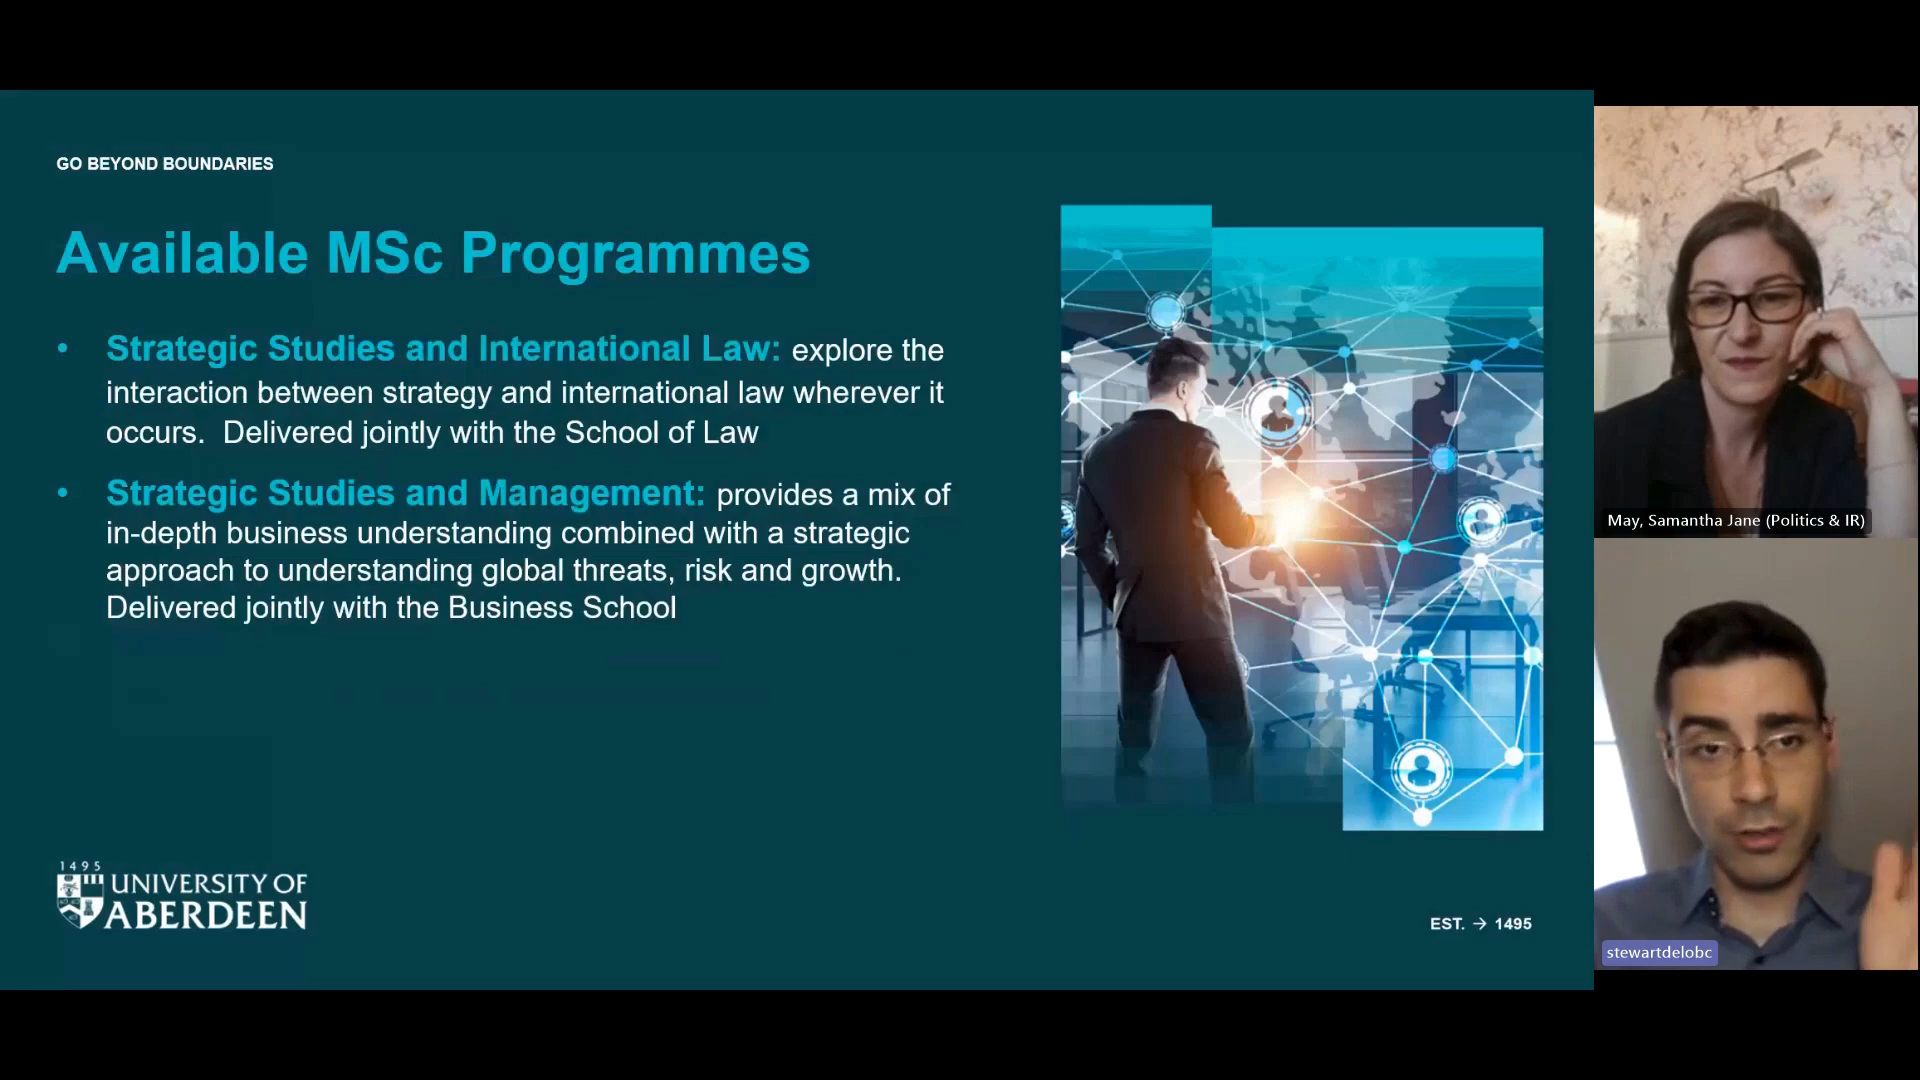 GO BEYOND BOUNDARIES
Available MSc Programmes
• Strategic Studies and International Law: explore the
interaction between strategy and international law wherever it
occurs.  Delivered jointly with the School of Law
• Strategic Studies and Management: provides a mix of
in-depth business understanding combined with a strategic
approach to understanding global threats, risk and growth.
Delivered jointly with the Business School
1495
UNIVERSITY OF
ABERDEEN
EST. → 1495
May, Samantha Jane (Politics & IR)
stewartdelobc